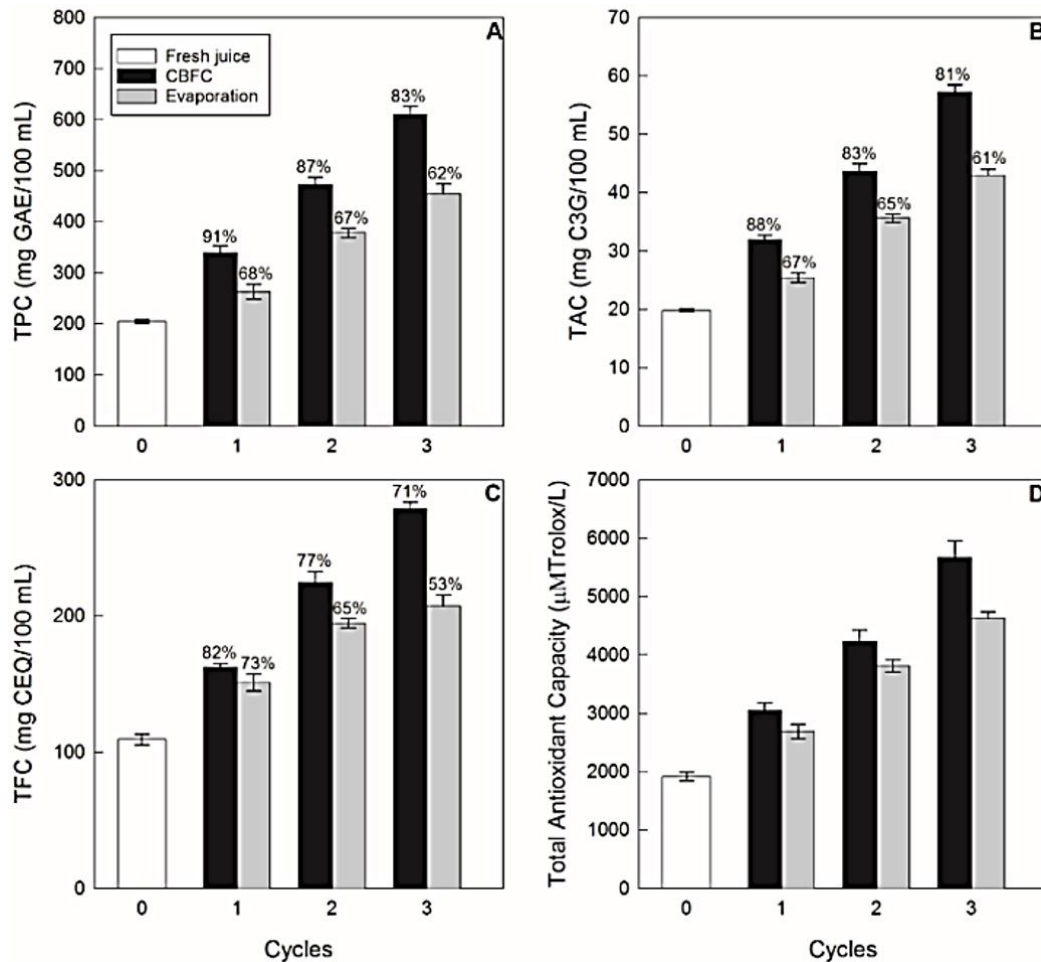 A
TPC (mg GAE/100 mL)
800
700
600
500
400
300
200
100
0
Fresh juice
CBFC
Evaporation
91%
68%
87%
67%
83%
62%
0 1 2 3
B
TAC (mg C3G/100 mL)
70
60
50
40
30
20
10
0
88%
67%
83%
65%
81%
61%
0 1 2 3
C
TFC (mg CEQ/100 mL)
300
200
100
0
82%
73%
77%
65%
71%
53%
0 1 2 3
Cycles
D
Total Antioxidant Capacity (µMTrolox/L)
7000
6000
5000
4000
3000
2000
1000
0
0 1 2 3
Cycles